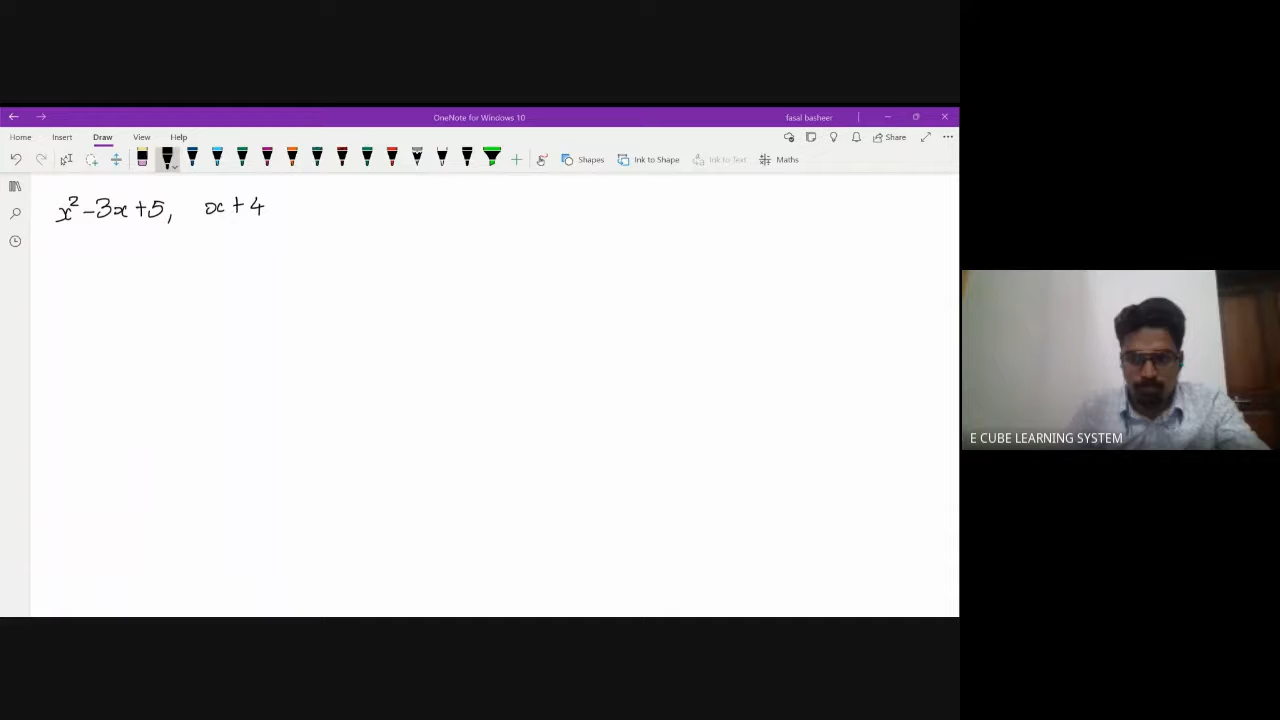 OneNote for Windows 10
fasal basheer
Home Insert Draw View Help
Share
Shapes Ink to Shape Ink to Text Maths
x² - 3x + 5, x + 4
E CUBE LEARNING SYSTEM